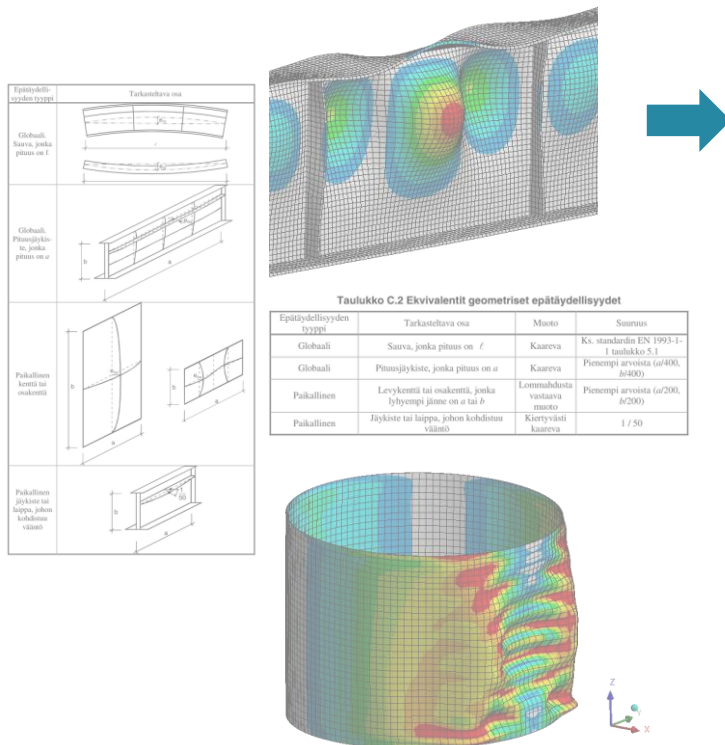 Epätäydelli-
syyden tyyppi
Tarkasteltava osa
Globaali.
Sauva, jonka
pituus on ℓ
Globaali.
Pituusjäykis-
te, jonka
pituus on a
b
a
Paikallinen
kenttä tai
osakenttä
b
a
b
a
Paikallinen
jäykiste tai
laippa, johon
kohdistuu
vääntö
b
1
50
a
Taulukko C.2 Ekvivalentit geometriset epätäydellisyydet
Epätäydellisyyden
tyyppi
Tarkasteltava osa
Muoto
Suuruus
Globaali
Sauva, jonka pituus on ℓ
Kaareva
Ks. standardin EN 1993-1-
1 taulukko 5.1
Globaali
Pituusjäykiste, jonka pituus on a
Kaareva
Pienempi arvoista (a/400,
b/400)
Paikallinen
Levykenttä tai osakenttä, jonka
lyhyempi jänne on a tai b
Lommahdusta
vastaava
muoto
Pienempi arvoista (a/200,
b/200)
Paikallinen
Jäykiste tai laippa, johon kohdistuu
vääntö
Kiertyvästi
kaareva
1 / 50
Z
Y
X